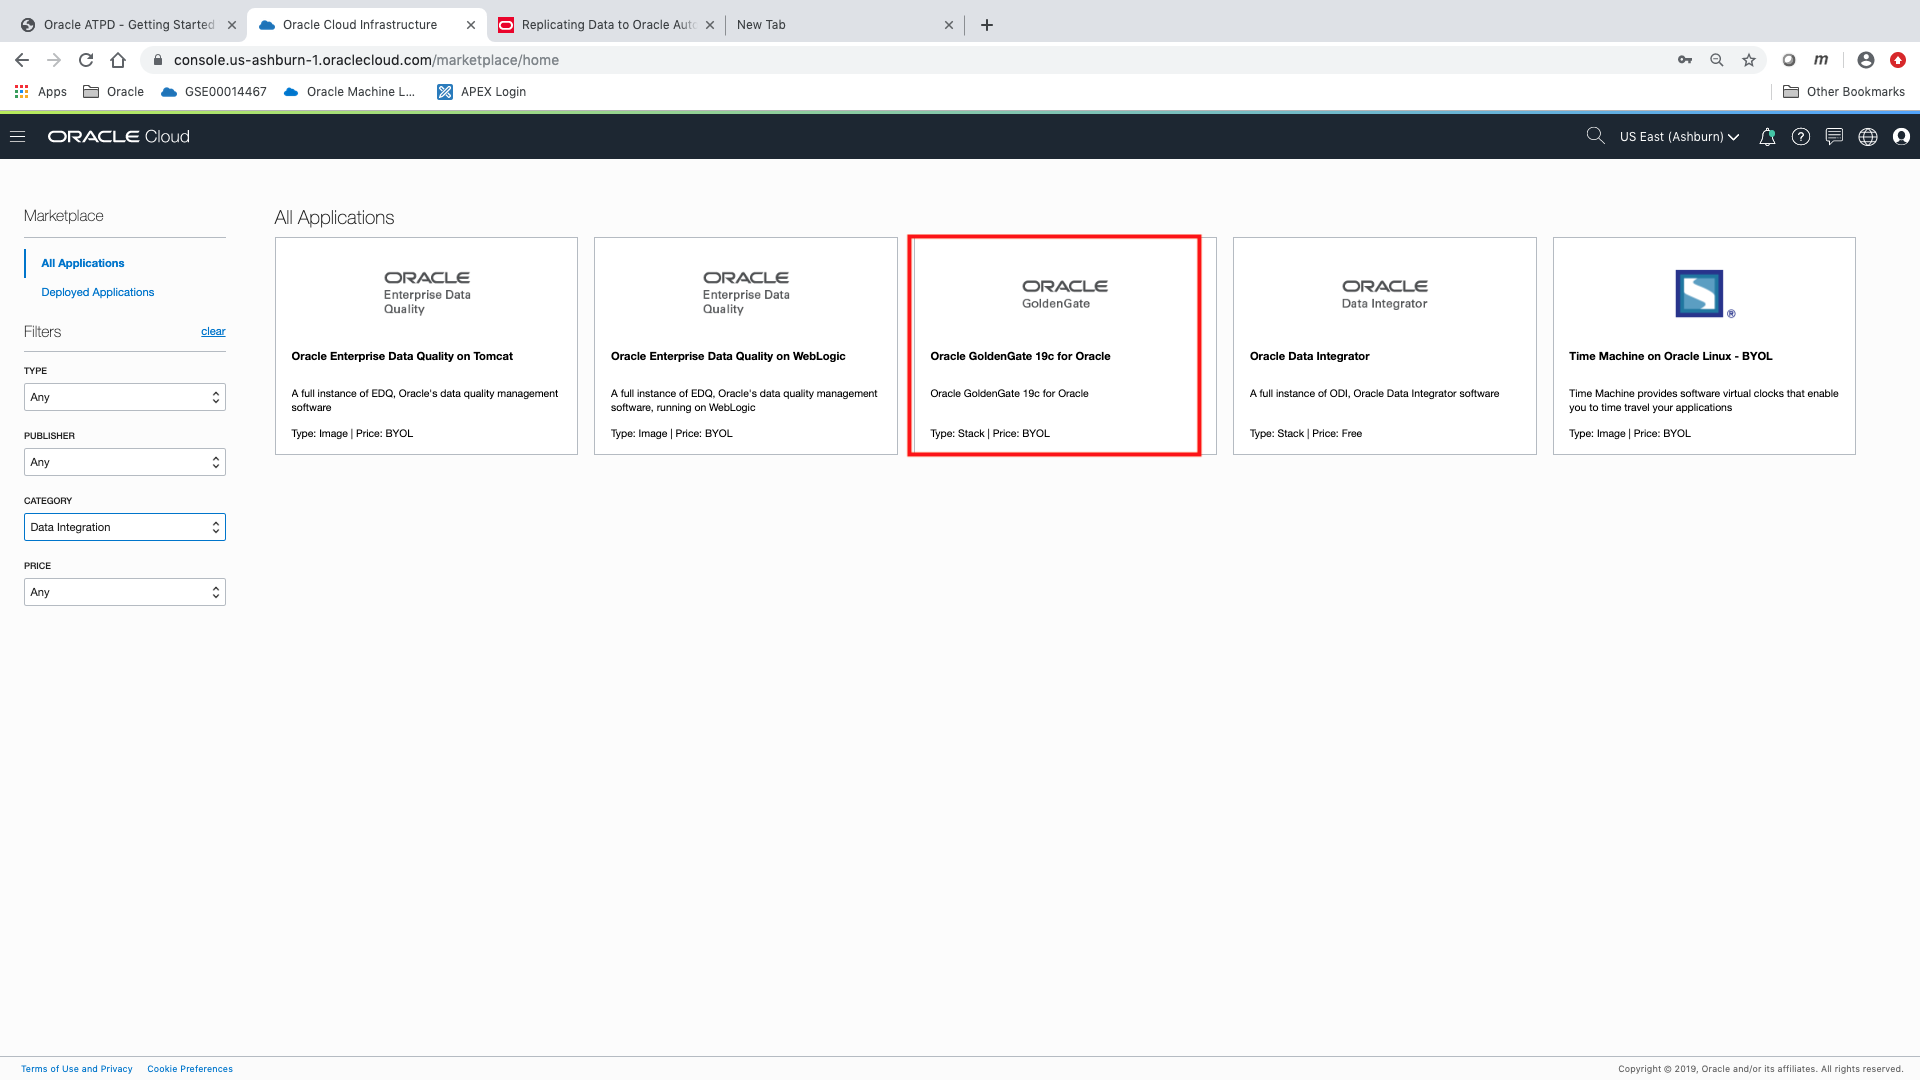 Oracle ATPD - Getting Started
Oracle Cloud Infrastructure
Replicating Data to Oracle Auto
New Tab
console.us-ashburn-1.oraclecloud.com/marketplace/home
Apps
Oracle
GSE00014467
Oracle Machine L...
APEX Login
Other Bookmarks
ORACLE Cloud
US East (Ashburn)
Marketplace
All Applications
Deployed Applications
Filters
clear
TYPE
Any
PUBLISHER
Any
CATEGORY
Data Integration
PRICE
Any
All Applications
ORACLE
Enterprise Data
Quality
Oracle Enterprise Data Quality on Tomcat
A full instance of EDQ, Oracle's data quality management
software
Type: Image | Price: BYOL
ORACLE
Enterprise Data
Quality
Oracle Enterprise Data Quality on WebLogic
A full instance of EDQ, Oracle's data quality management
software, running on WebLogic
Type: Image | Price: BYOL
ORACLE
GoldenGate
Oracle GoldenGate 19c for Oracle
Oracle GoldenGate 19c for Oracle
Type: Stack | Price: BYOL
ORACLE
Data Integrator
Oracle Data Integrator
A full instance of ODI, Oracle Data Integrator software
Type: Stack | Price: Free
®
Time Machine on Oracle Linux - BYOL
Time Machine provides software virtual clocks that enable
you to time travel your applications
Type: Image | Price: BYOL
Terms of Use and Privacy
Cookie Preferences
Copyright © 2019, Oracle and/or its affiliates. All rights reserved.